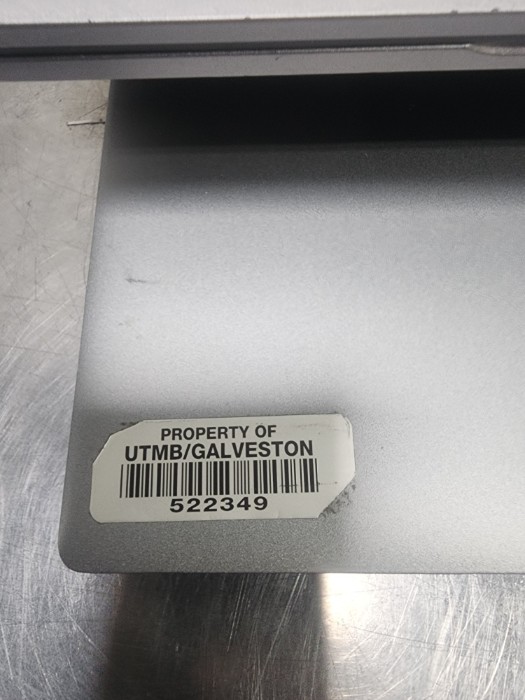 PROPERTY OF
UTMB/GALVESTON
522349